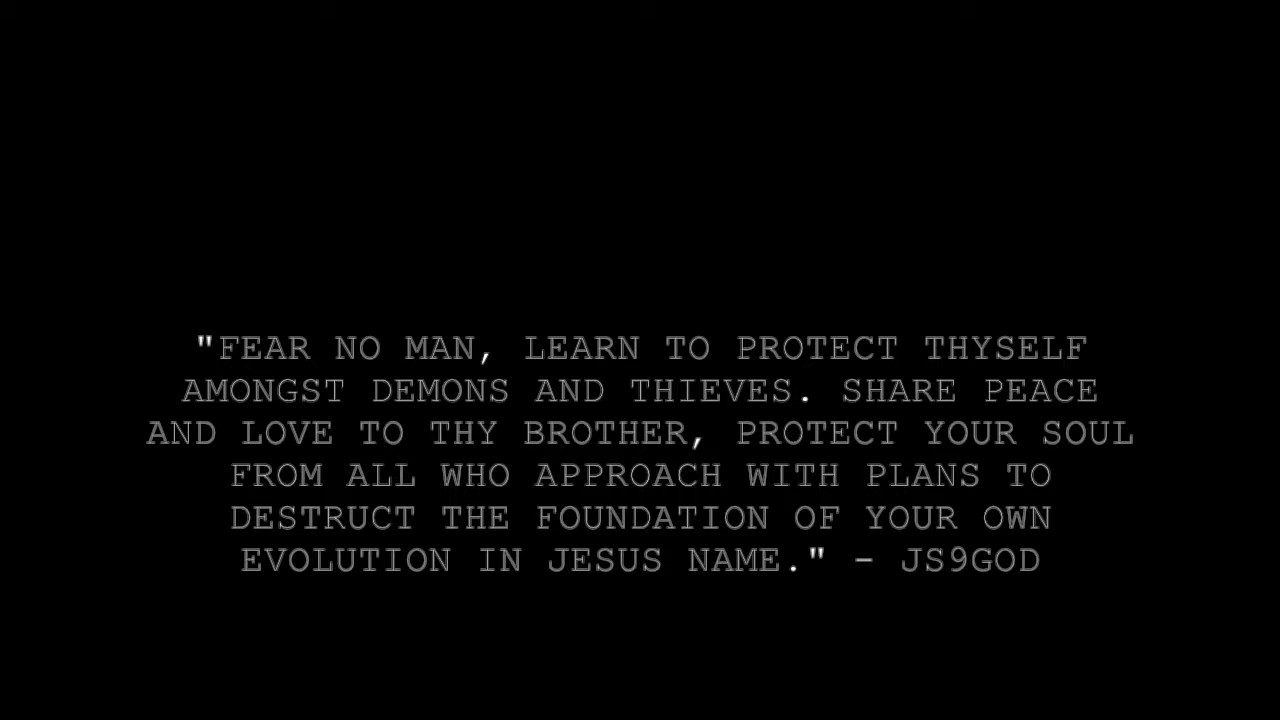 "FEAR NO MAN, LEARN TO PROTECT THYSELF
AMONGST DEMONS AND THIEVES. SHARE PEACE
AND LOVE TO THY BROTHER, PROTECT YOUR SOUL
FROM ALL WHO APPROACH WITH PLANS TO
DESTRUCT THE FOUNDATION OF YOUR OWN
EVOLUTION IN JESUS NAME." - JS9GOD